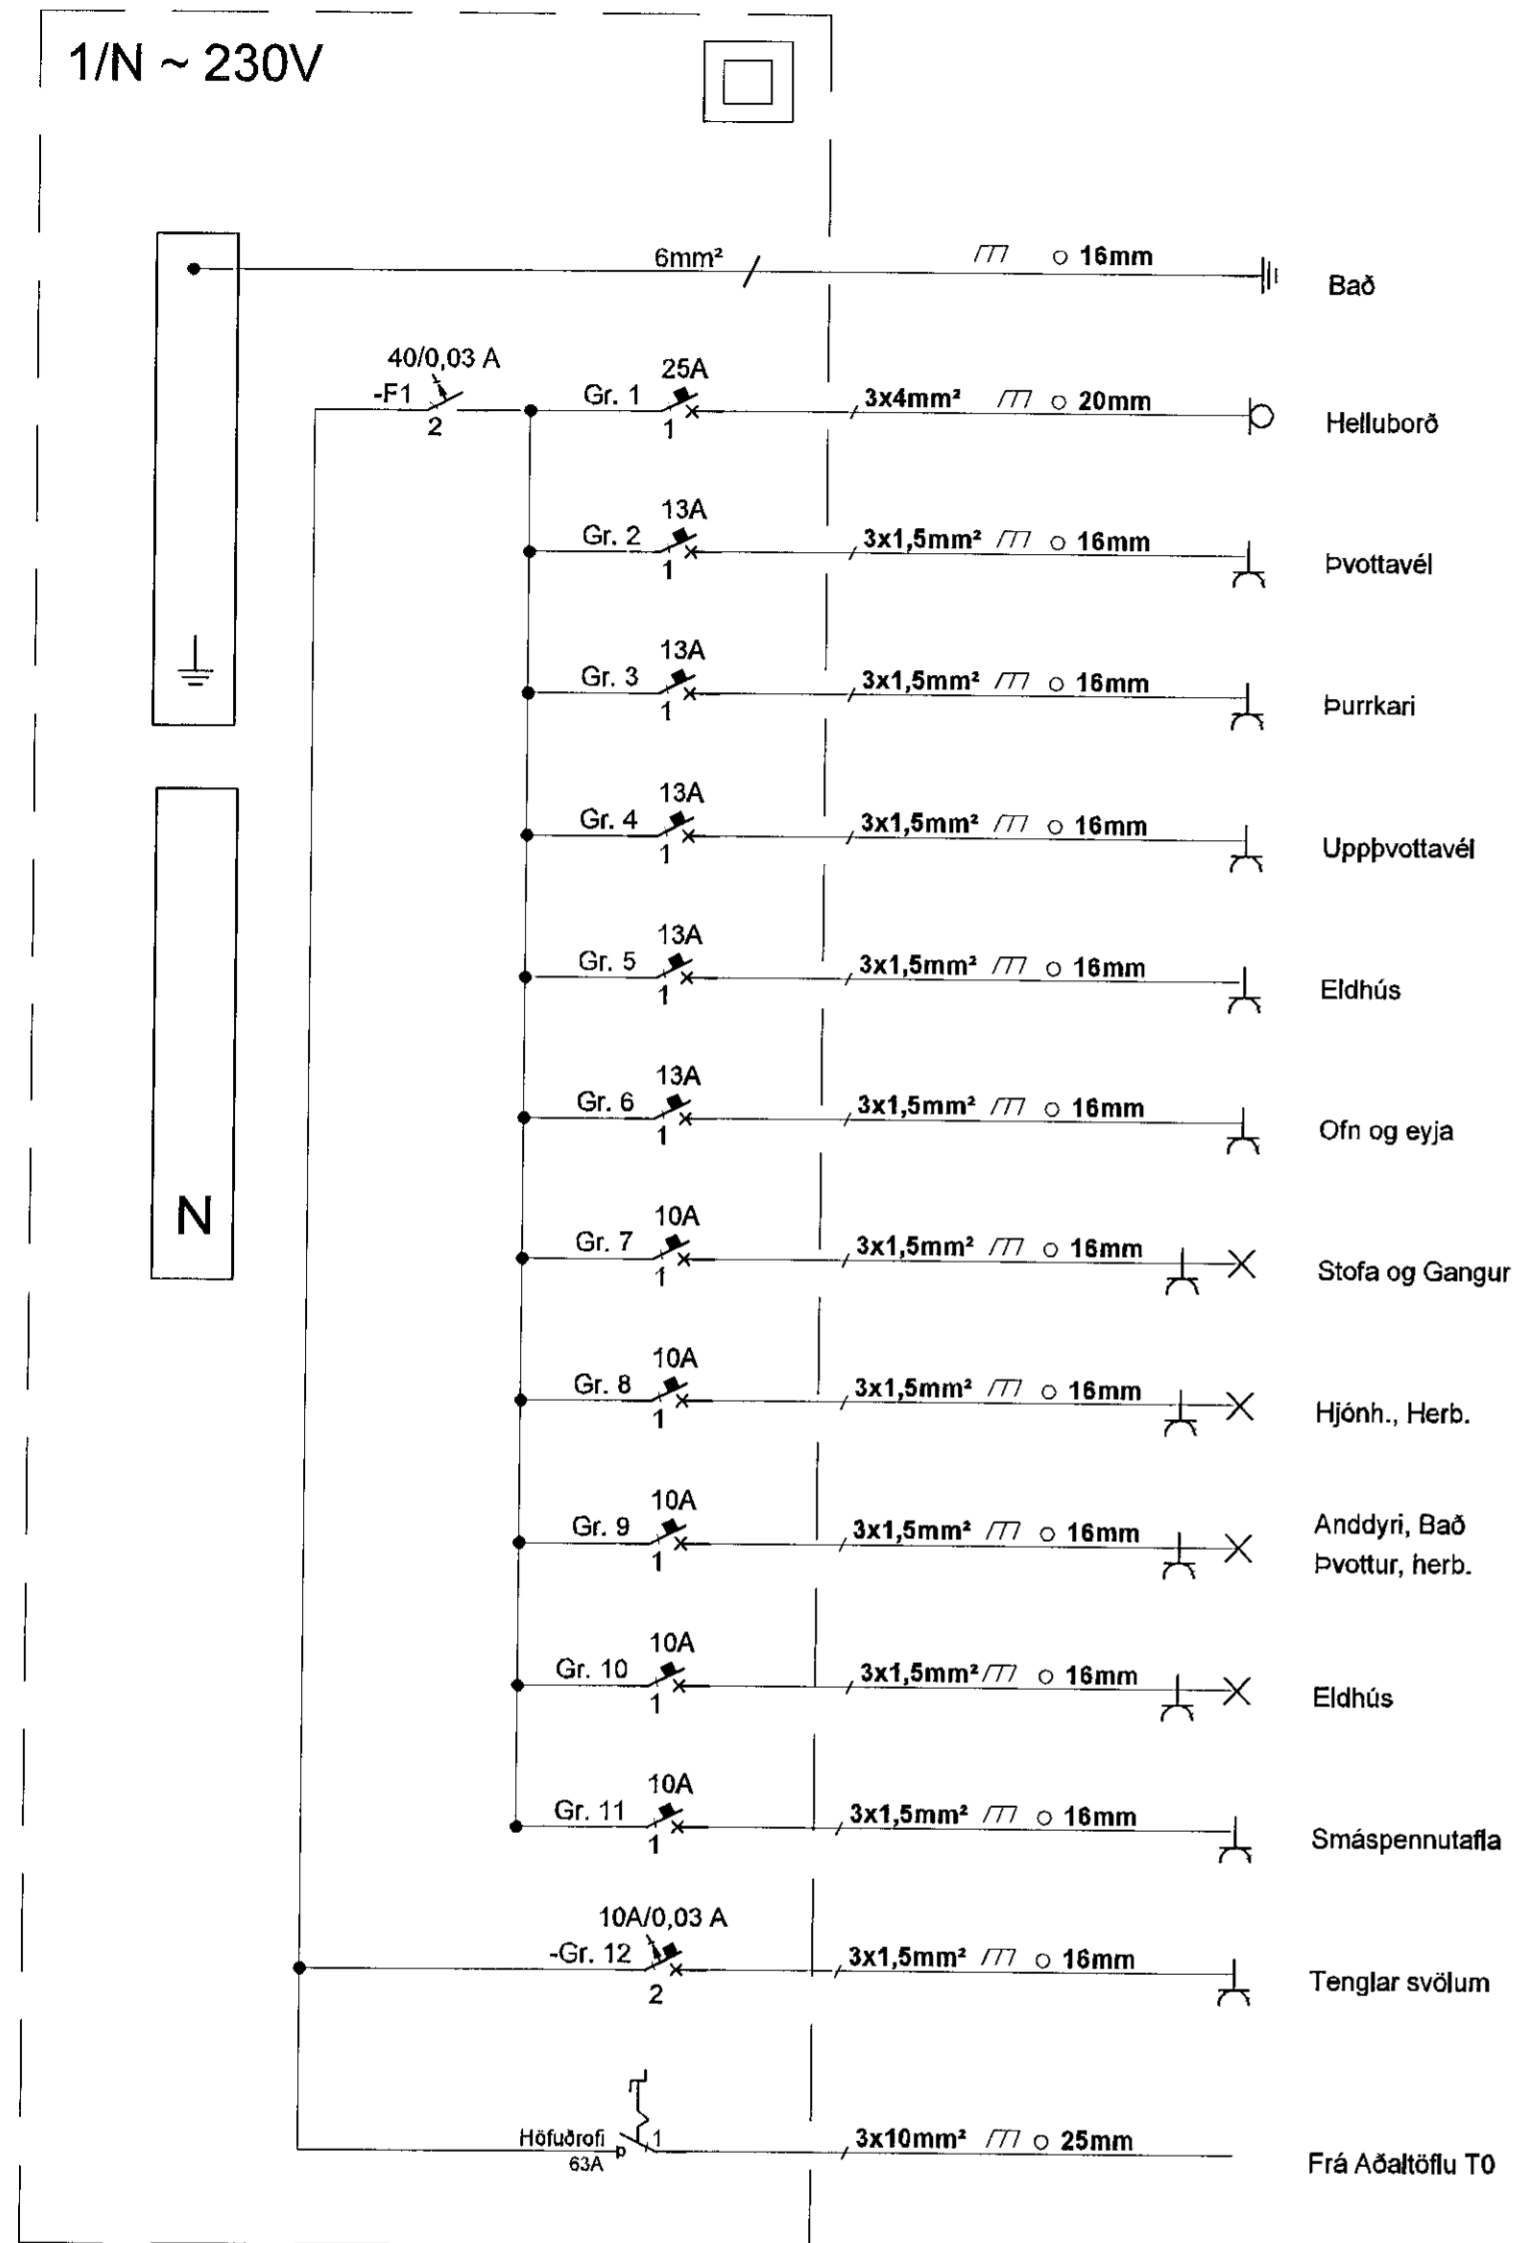 1/N ~ 230V
6mm² 16mm Bað
40/0,03 A
-F1
2
25A
Gr. 1 3x4mm² 20mm Helluborð
1
13A
Gr. 2 3x1,5mm² 16mm Þvottavél
1
13A
Gr. 3 3x1,5mm² 16mm Þurrkari
1
13A
Gr. 4 3x1,5mm² 16mm Uppþvottavél
1
13A
Gr. 5 3x1,5mm² 16mm Eldhús
1
13A
Gr. 6 3x1,5mm² 16mm Ofn og eyja
1
N
10A
Gr. 7 3x1,5mm² 16mm Stofa og Gangur
1
10A
Gr. 8 3x1,5mm² 16mm Hjónh., Herb.
1
10A
Gr. 9 3x1,5mm² 16mm Anddyri, Bað
1 Þvottur, herb.
10A
Gr. 10 3x1,5mm² 16mm Eldhús
1
10A
Gr. 11 3x1,5mm² 16mm Smáspennutafla
1
10A/0,03 A
-Gr. 12 3x1,5mm² 16mm Tenglar svölum
2
Höfuðrofi 1 3x10mm² 25mm Frá Aðaltöflu T0
63A